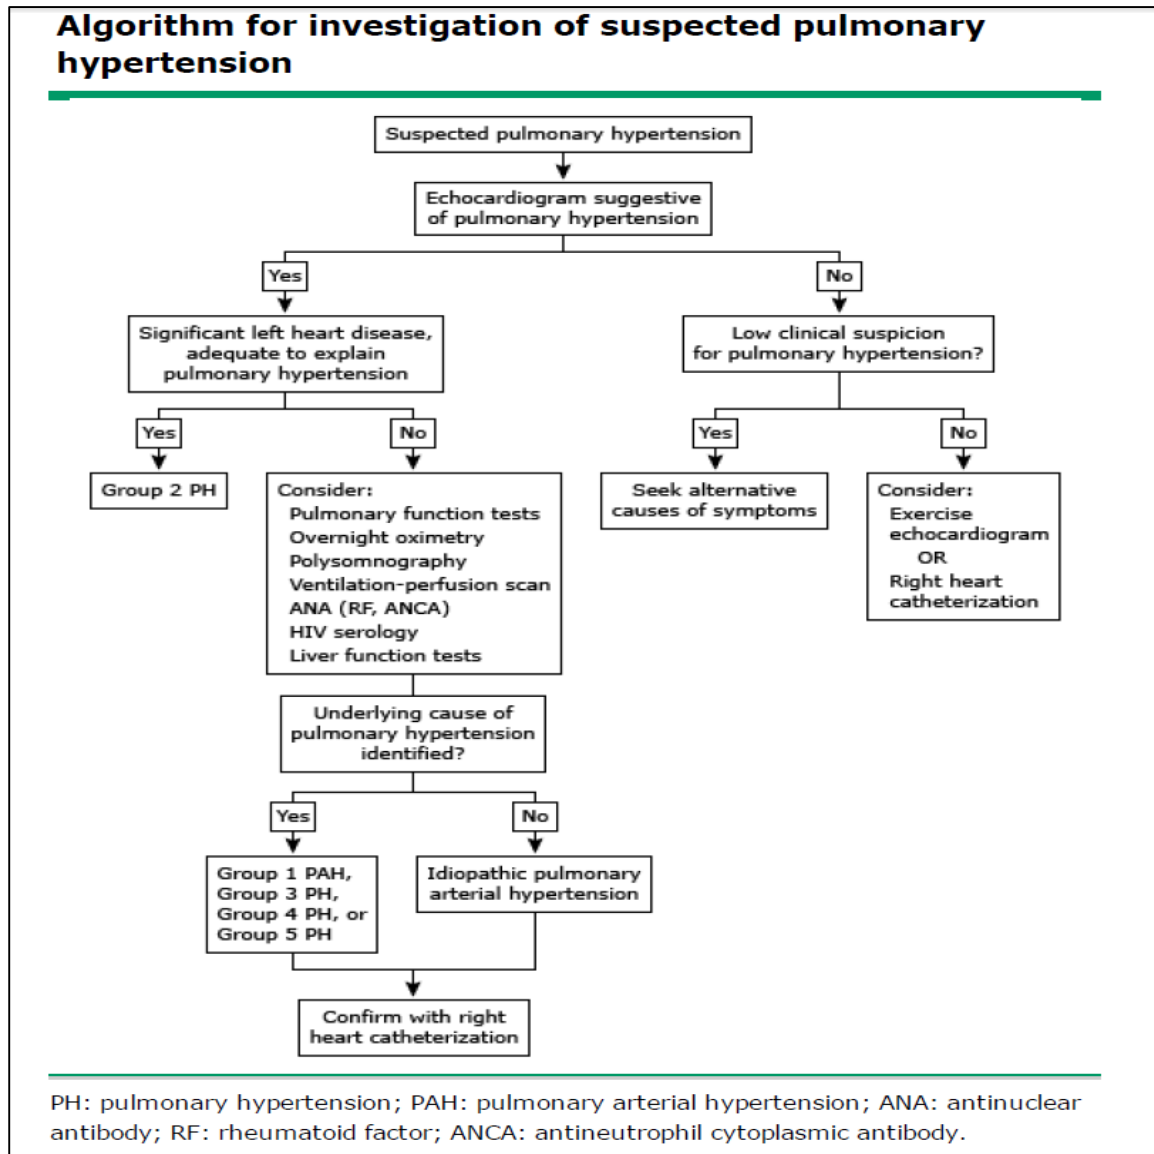 Algorithm for investigation of suspected pulmonary
hypertension
Suspected pulmonary hypertension
Echocardiogram suggestive
of pulmonary hypertension
Yes
No
Significant left heart disease,
adequate to explain
pulmonary hypertension
Low clinical suspicion
for pulmonary hypertension?
Yes
No
Yes
No
Group 2 PH
Consider:
Pulmonary function tests
Overnight oximetry
Polysomnography
Ventilation-perfusion scan
ANA (RF, ANCA)
HIV serology
Liver function tests
Seek alternative
causes of symptoms
Consider:
Exercise
echocardiogram
OR
Right heart
catheterization
Underlying cause of
pulmonary hypertension
identified?
Yes
No
Group 1 PAH,
Group 3 PH,
Group 4 PH, or
Group 5 PH
Idiopathic pulmonary
arterial hypertension
Confirm with right
heart catheterization
PH: pulmonary hypertension; PAH: pulmonary arterial hypertension; ANA: antinuclear
antibody; RF: rheumatoid factor; ANCA: antineutrophil cytoplasmic antibody.